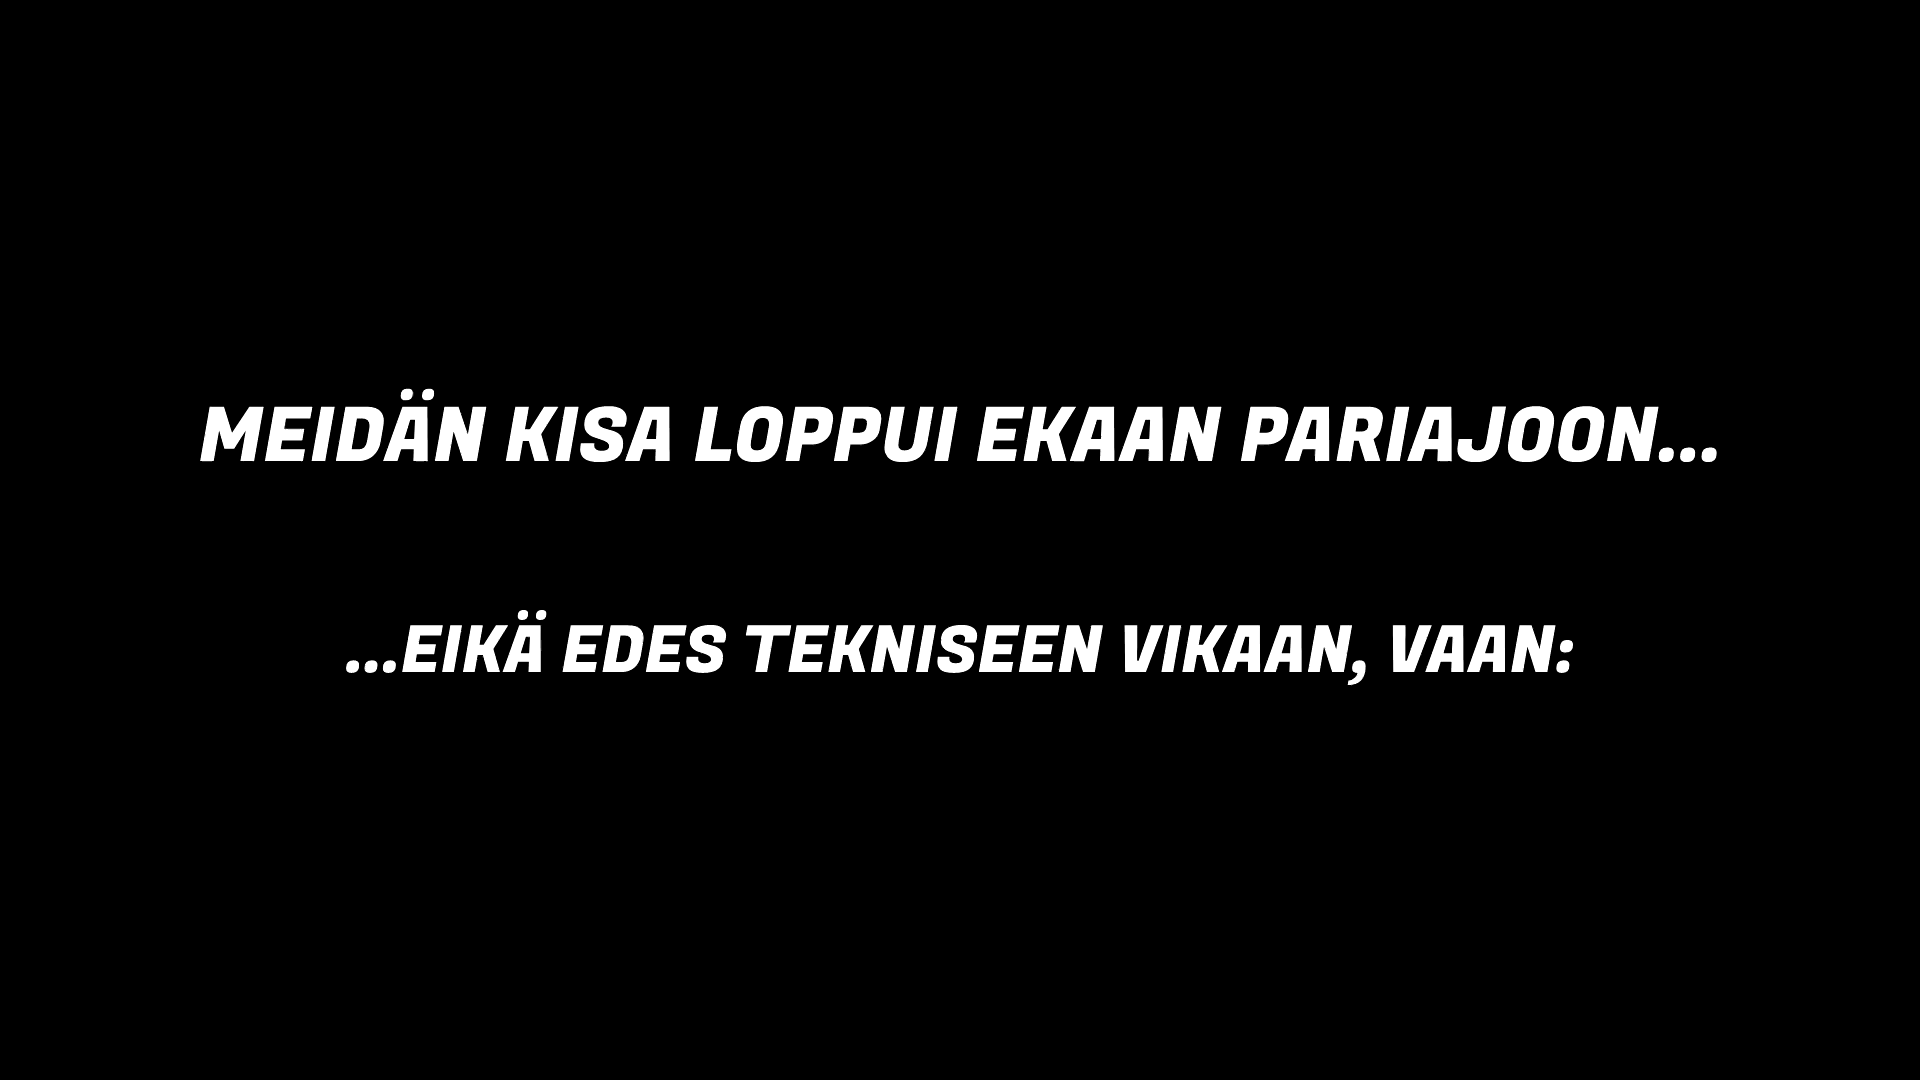 MEIDÄN KISA LOPPUI EKAAN PARIAJOON...
...EIKÄ EDES TEKNISEEN VIKAAN, VAAN: